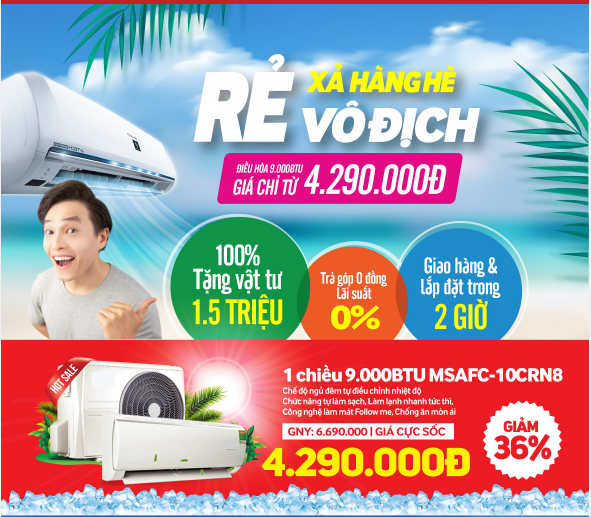 XẢ HÀNG HÈ
RẺ VÔ ĐỊCH
ĐIỀU HÒA 9.000BTU
GIÁ CHỈ TỪ 4.290.000Đ
100%
Tặng vật tư
1.5 TRIỆU
Trả góp 0 đồng
Lãi suất
0%
Giao hàng &
lắp đặt trong
2 GIỜ
HOT SALE
1 chiều 9.000BTU MSAFC-10CRN8
Chế độ ngủ đêm tự điều chỉnh nhiệt độ
Chức năng tự làm sạch, Làm lạnh nhanh tức thì,
Công nghệ làm mát Follow me, Chống ăn mòn ái
GNY: 6.690.000 | GIÁ CỰC SỐC
4.290.000Đ
GIẢM
36%